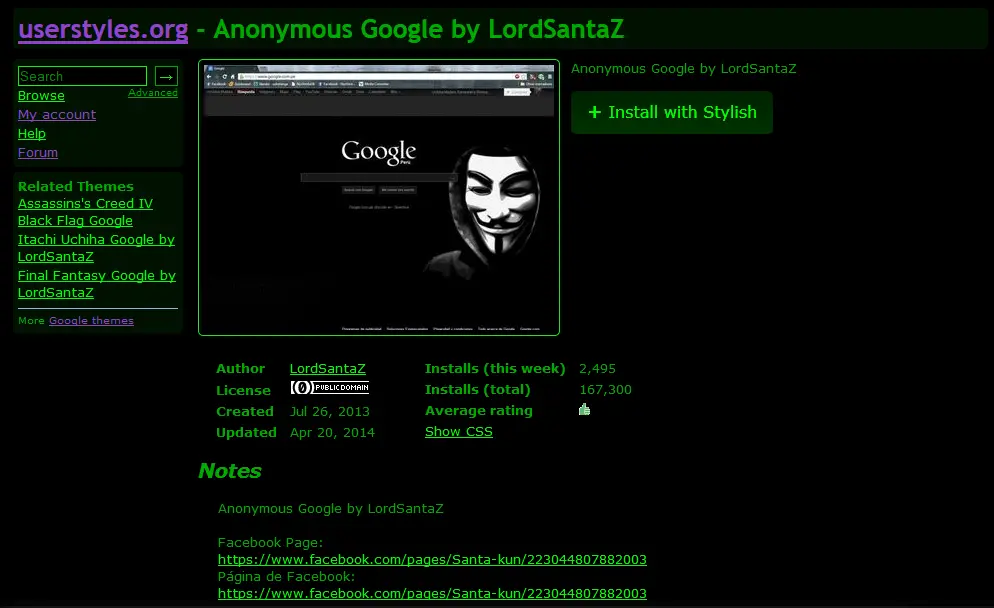 userstyles.org - Anonymous Google by LordSantaZ
Search →
Browse Advanced
My account
Help
Forum
Related Themes
Assassin's Creed IV
Black Flag Google
Itachi Uchiha Google by
LordSantaZ
Final Fantasy Google by
LordSantaZ
More Google themes
Google
Perú
Anonymous Google by LordSantaZ
+ Install with Stylish
Author LordSantaZ
License PUBLIC DOMAIN
Created Jul 26, 2013
Updated Apr 20, 2014
Installs (this week) 2,495
Installs (total) 167,300
Average rating
Show CSS
Notes
Anonymous Google by LordSantaZ
Facebook Page:
https://www.facebook.com/pages/Santa-kun/223044807882003
Página de Facebook:
https://www.facebook.com/pages/Santa-kun/223044807882003